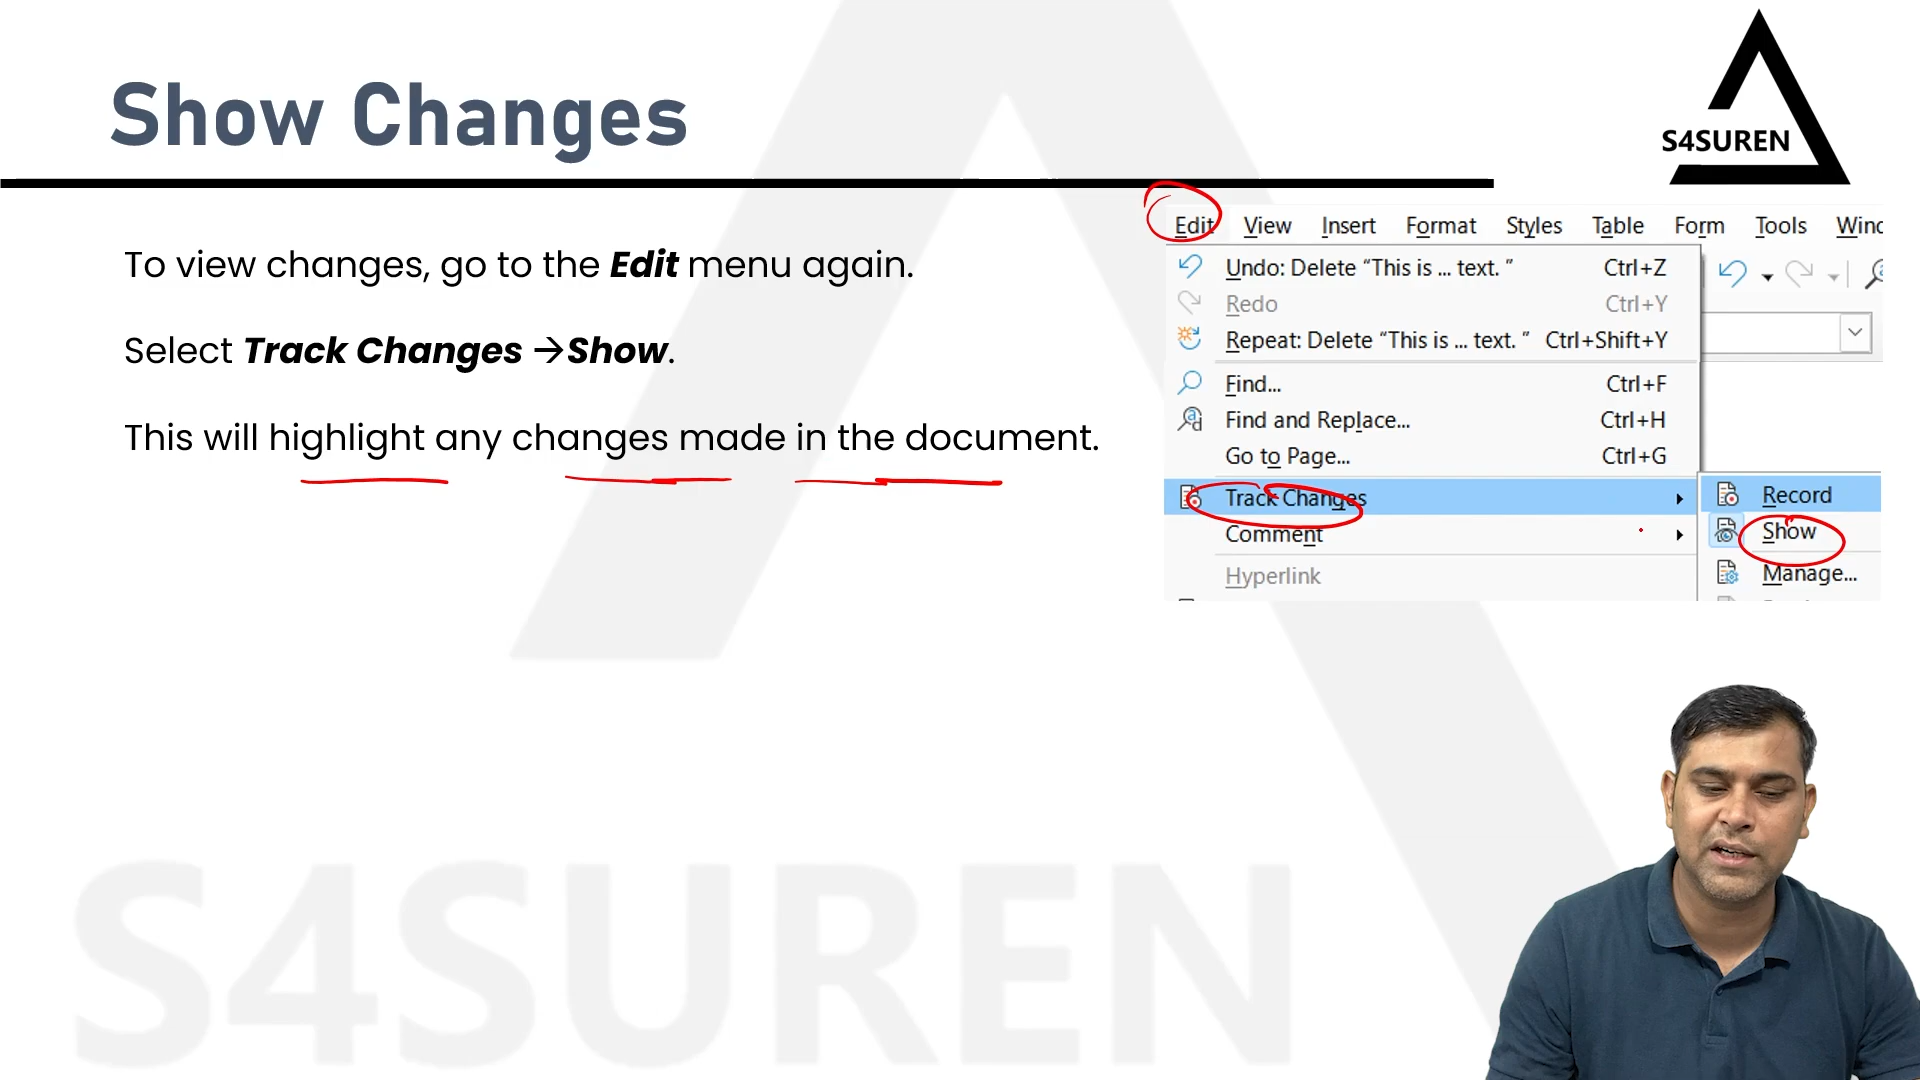 Show Changes
S4SUREN
To view changes, go to the Edit menu again.
Select Track Changes →Show.
This will highlight any changes made in the document.
Edit View Insert Format Styles Table Form Tools Wind
Undo: Delete “This is ... text. ” Ctrl+Z
Redo Ctrl+Y
Repeat: Delete “This is ... text. ” Ctrl+Shift+Y
Find... Ctrl+F
Find and Replace... Ctrl+H
Go to Page... Ctrl+G
Track Changes
Record
Comment
Show
Hyperlink
Manage...
S4SUREN